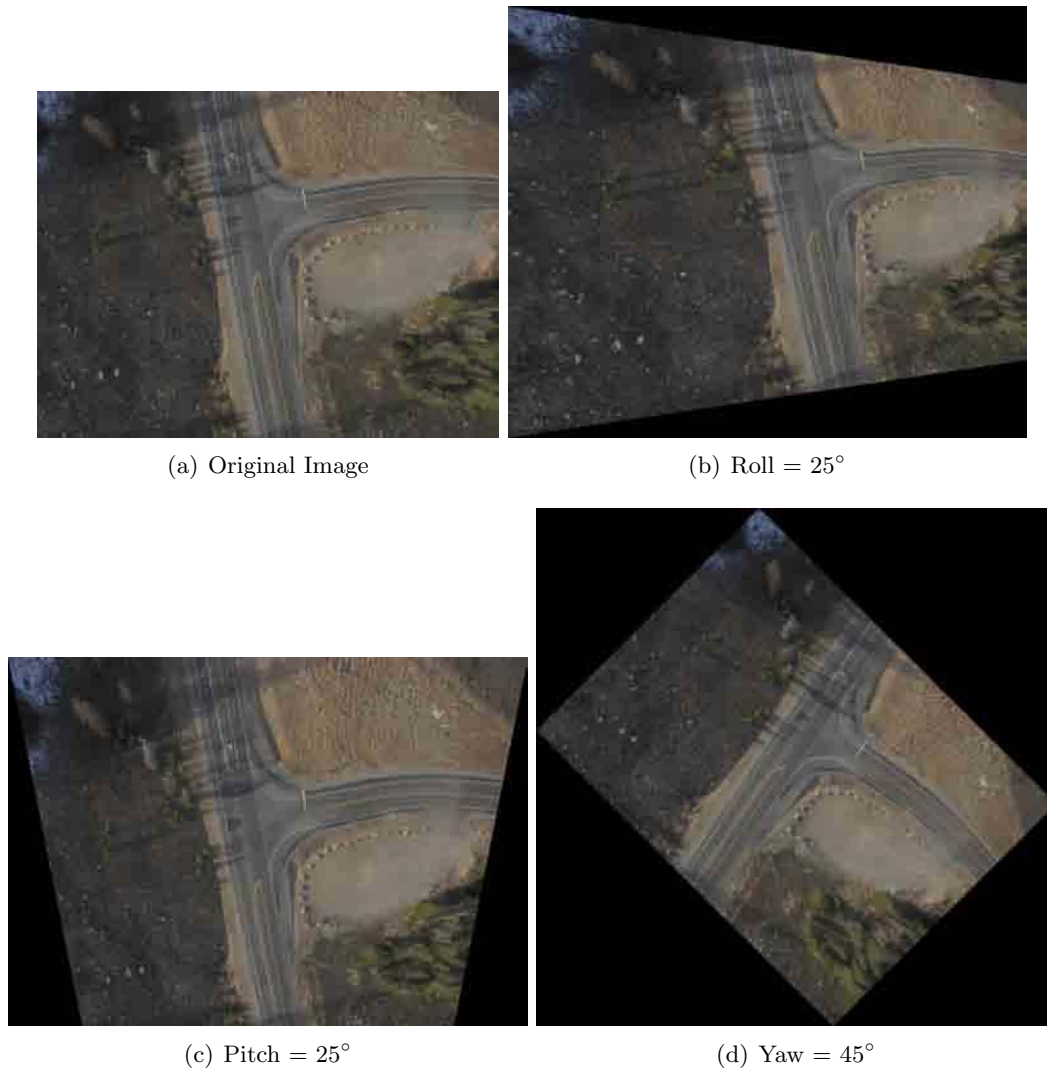 (a) Original Image
(b) Roll = 25°
(c) Pitch = 25°
(d) Yaw = 45°